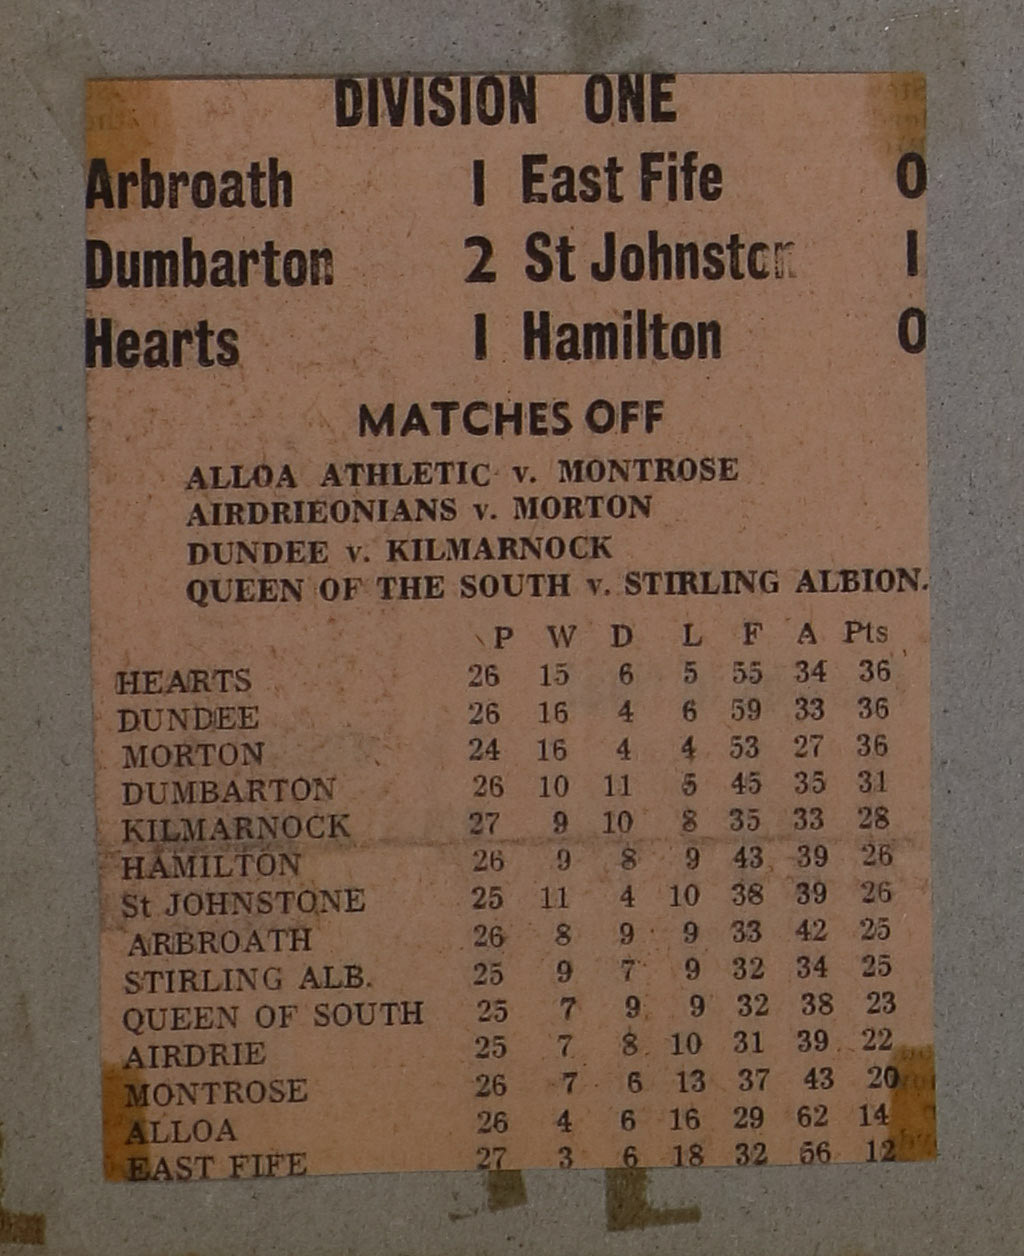 DIVISION ONE
Arbroath 1 East Fife 0
Dumbarton 2 St Johnston 1
Hearts 1 Hamilton 0
MATCHES OFF
ALLOA ATHLETIC v. MONTROSE
AIRDRIEONIANS v. MORTON
DUNDEE v. KILMARNOCK
QUEEN OF THE SOUTH v. STIRLING ALBION.
P W D L F A Pts
HEARTS 26 15 6 5 55 34 36
DUNDEE 26 16 4 6 59 33 36
MORTON 24 16 4 4 53 27 36
DUMBARTON 26 10 11 5 45 35 31
KILMARNOCK 27 9 10 8 35 33 28
HAMILTON 26 9 8 9 43 39 26
St JOHNSTONE 25 11 4 10 38 39 26
ARBROATH 26 8 9 9 33 42 25
STIRLING ALB. 25 9 7 9 32 34 25
QUEEN OF SOUTH 25 7 9 9 32 38 23
AIRDRIE 25 7 8 10 31 39 22
MONTROSE 26 7 6 13 37 43 20
ALLOA 26 4 6 16 29 62 14
EAST FIFE 27 3 6 18 32 56 12